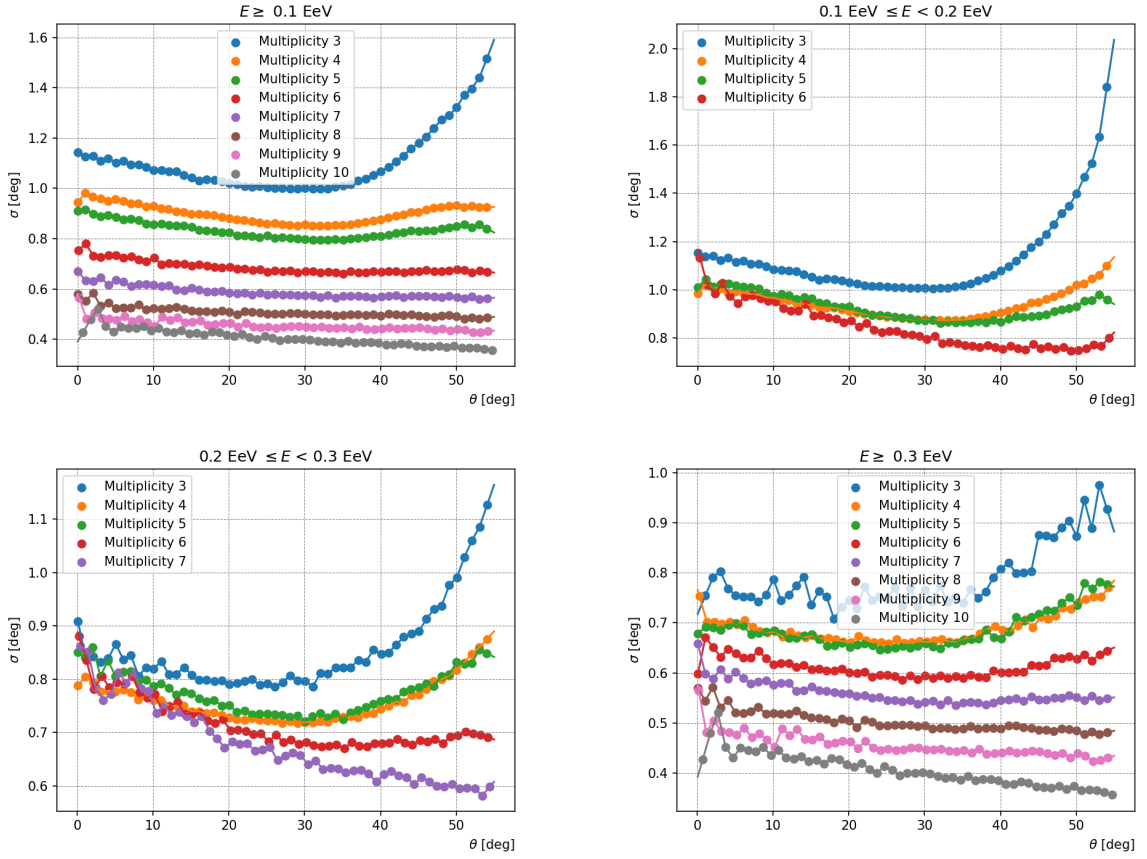 E ≥ 0.1 EeV
Multiplicity 3
Multiplicity 4
Multiplicity 5
Multiplicity 6
Multiplicity 7
Multiplicity 8
Multiplicity 9
Multiplicity 10
1.6
1.4
1.2
1.0
0.8
0.6
0.4
σ [deg]
0
10
20
30
40
50
θ [deg]
0.1 EeV ≤ E < 0.2 EeV
Multiplicity 3
Multiplicity 4
Multiplicity 5
Multiplicity 6
2.0
1.8
1.6
1.4
1.2
1.0
0.8
σ [deg]
0
10
20
30
40
50
θ [deg]
0.2 EeV ≤ E < 0.3 EeV
Multiplicity 3
Multiplicity 4
Multiplicity 5
Multiplicity 6
Multiplicity 7
1.1
1.0
0.9
0.8
0.7
0.6
σ [deg]
0
10
20
30
40
50
θ [deg]
E ≥ 0.3 EeV
Multiplicity 3
Multiplicity 4
Multiplicity 5
Multiplicity 6
Multiplicity 7
Multiplicity 8
Multiplicity 9
Multiplicity 10
1.0
0.9
0.8
0.7
0.6
0.5
0.4
σ [deg]
0
10
20
30
40
50
θ [deg]